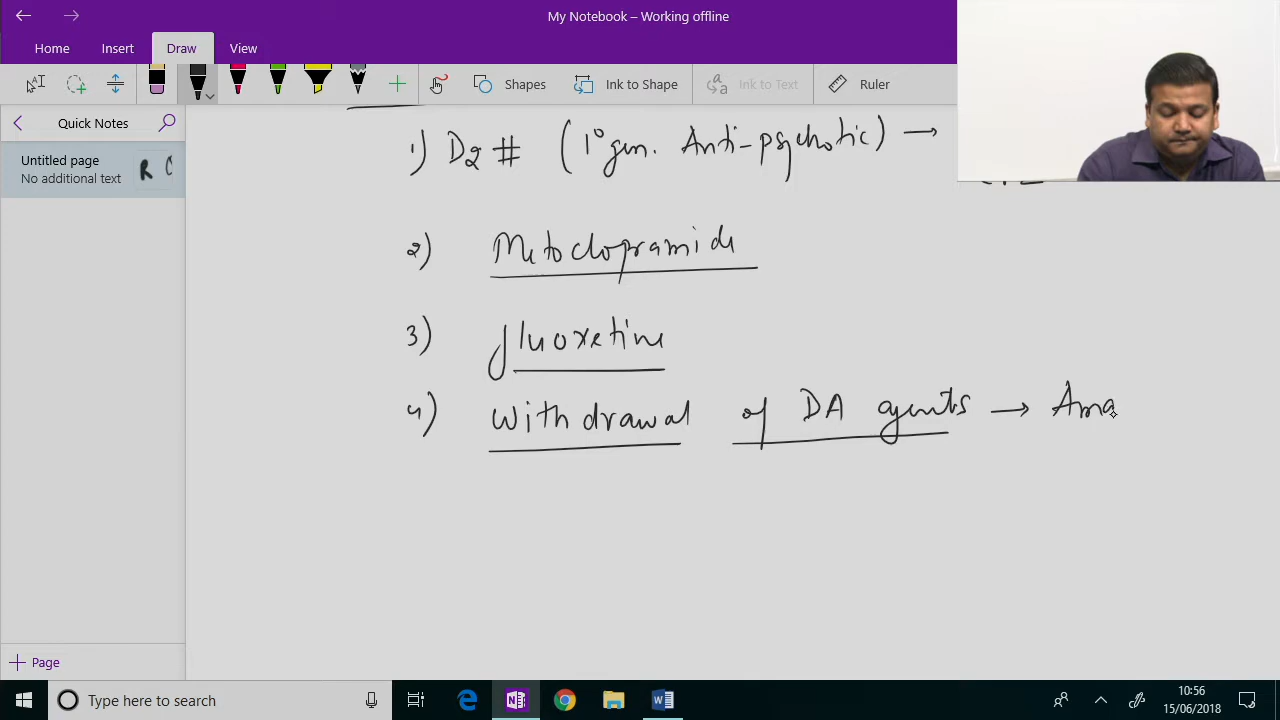 My Notebook – Working offline
Home Insert Draw View
Shapes Ink to Shape Ink to Text Ruler
Quick Notes
Untitled page
No additional text
R C
1) D2 # (1° gen. Anti-psychotic) →
2) Metoclopramide
3) fluoxetine
4) Withdrawal of DA agents → Ama
Page
Type here to search
10:56
15/06/2018